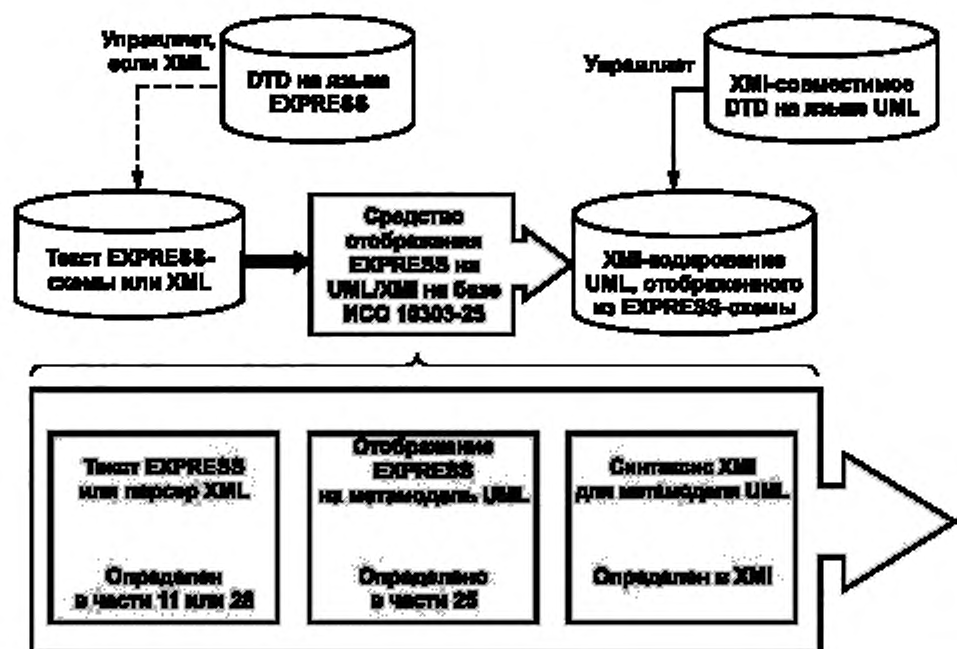 Управляет,
если XML
DTD на языке
EXPRESS
Управляет
XMI-совместимое
DTD на языке UML
Текст EXPRESS-
схемы или XML
Средство
отображения
EXPRESS на
UML/XMI на базе
ИСО 10303-25
XMI-кодирование
UML, отображенного
из EXPRESS-схемы
Текст EXPRESS
или парсер XML
Определен
в части 11 или 28
Отображение
EXPRESS
на метамодель UML
Определено
в части 25
Синтаксис XMI
для метамодели UML
Определен в XMI